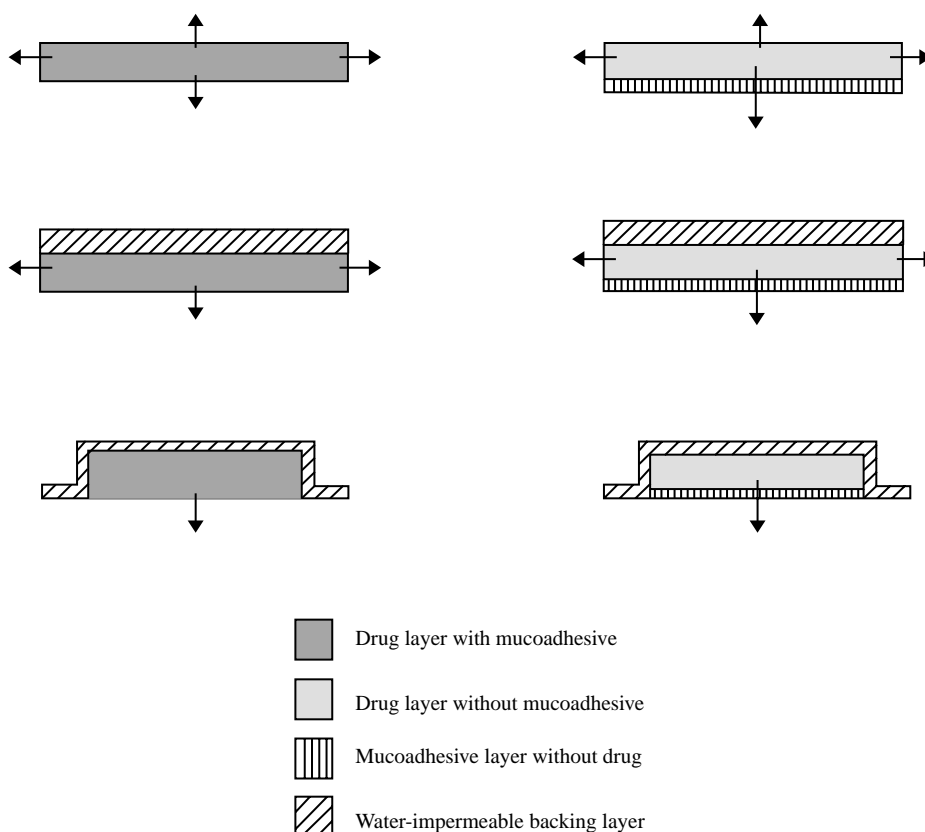 Drug layer with mucoadhesive
Drug layer without mucoadhesive
Mucoadhesive layer without drug
Water-impermeable backing layer